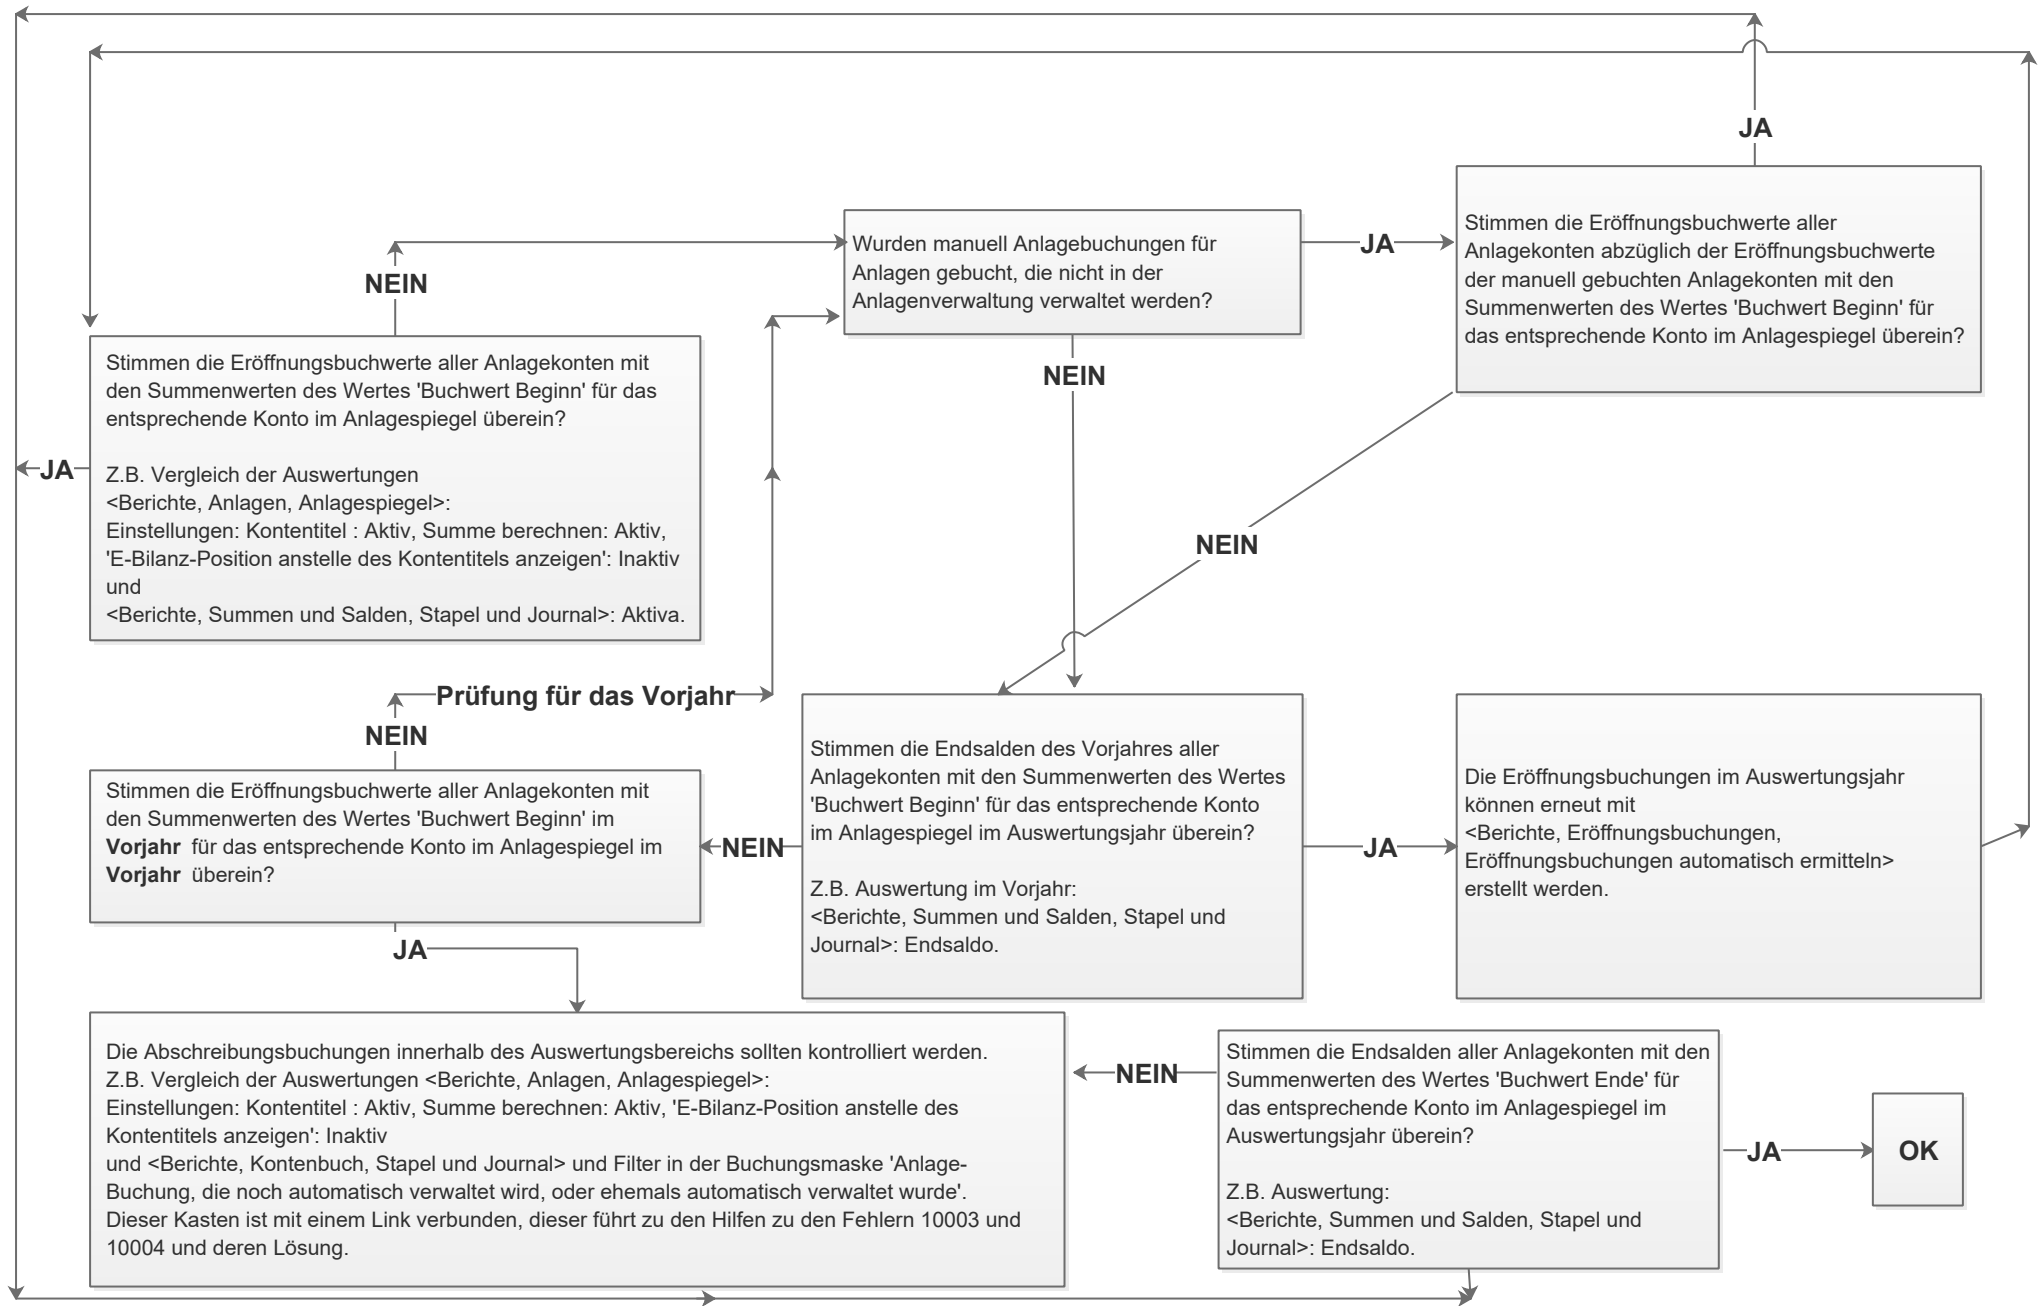 JA
Wurden manuell Anlagebuchungen für
Anlagen gebucht, die nicht in der
Anlagenverwaltung verwaltet werden?
JA
Stimmen die Eröffnungsbuchwerte aller
Anlagekonten abzüglich der Eröffnungsbuchwerte
der manuell gebuchten Anlagekonten mit den
Summenwerten des Wertes 'Buchwert Beginn' für
das entsprechende Konto im Anlagespiegel überein?
NEIN
NEIN
Stimmen die Eröffnungsbuchwerte aller Anlagekonten mit
den Summenwerten des Wertes 'Buchwert Beginn' für das
entsprechende Konto im Anlagespiegel überein?
Z.B. Vergleich der Auswertungen
<Berichte, Anlagen, Anlagespiegel>:
Einstellungen: Kontentitel : Aktiv, Summe berechnen: Aktiv,
'E-Bilanz-Position anstelle des Kontentitels anzeigen': Inaktiv
und
<Berichte, Summen und Salden, Stapel und Journal>: Aktiva.
JA
NEIN
Prüfung für das Vorjahr
NEIN
Stimmen die Eröffnungsbuchwerte aller Anlagekonten mit
den Summenwerten des Wertes 'Buchwert Beginn' im
Vorjahr für das entsprechende Konto im Anlagespiegel im
Vorjahr überein?
NEIN
Stimmen die Endsalden des Vorjahres aller
Anlagekonten mit den Summenwerten des Wertes
'Buchwert Beginn' für das entsprechende Konto
im Anlagespiegel im Auswertungsjahr überein?
Z.B. Auswertung im Vorjahr:
<Berichte, Summen und Salden, Stapel und
Journal>: Endsaldo.
JA
Die Eröffnungsbuchungen im Auswertungsjahr
können erneut mit
<Berichte, Eröffnungsbuchungen,
Eröffnungsbuchungen automatisch ermitteln>
erstellt werden.
JA
Die Abschreibungsbuchungen innerhalb des Auswertungsbereichs sollten kontrolliert werden.
Z.B. Vergleich der Auswertungen <Berichte, Anlagen, Anlagespiegel>:
Einstellungen: Kontentitel : Aktiv, Summe berechnen: Aktiv, 'E-Bilanz-Position anstelle des
Kontentitels anzeigen': Inaktiv
und <Berichte, Kontenbuch, Stapel und Journal> und Filter in der Buchungsmaske 'Anlage-
Buchung, die noch automatisch verwaltet wird, oder ehemals automatisch verwaltet wurde'.
Dieser Kasten ist mit einem Link verbunden, dieser führt zu den Hilfen zu den Fehlern 10003 und
10004 und deren Lösung.
NEIN
Stimmen die Endsalden aller Anlagekonten mit den
Summenwerten des Wertes 'Buchwert Ende' für
das entsprechende Konto im Anlagespiegel im
Auswertungsjahr überein?
Z.B. Auswertung:
<Berichte, Summen und Salden, Stapel und
Journal>: Endsaldo.
JA
OK